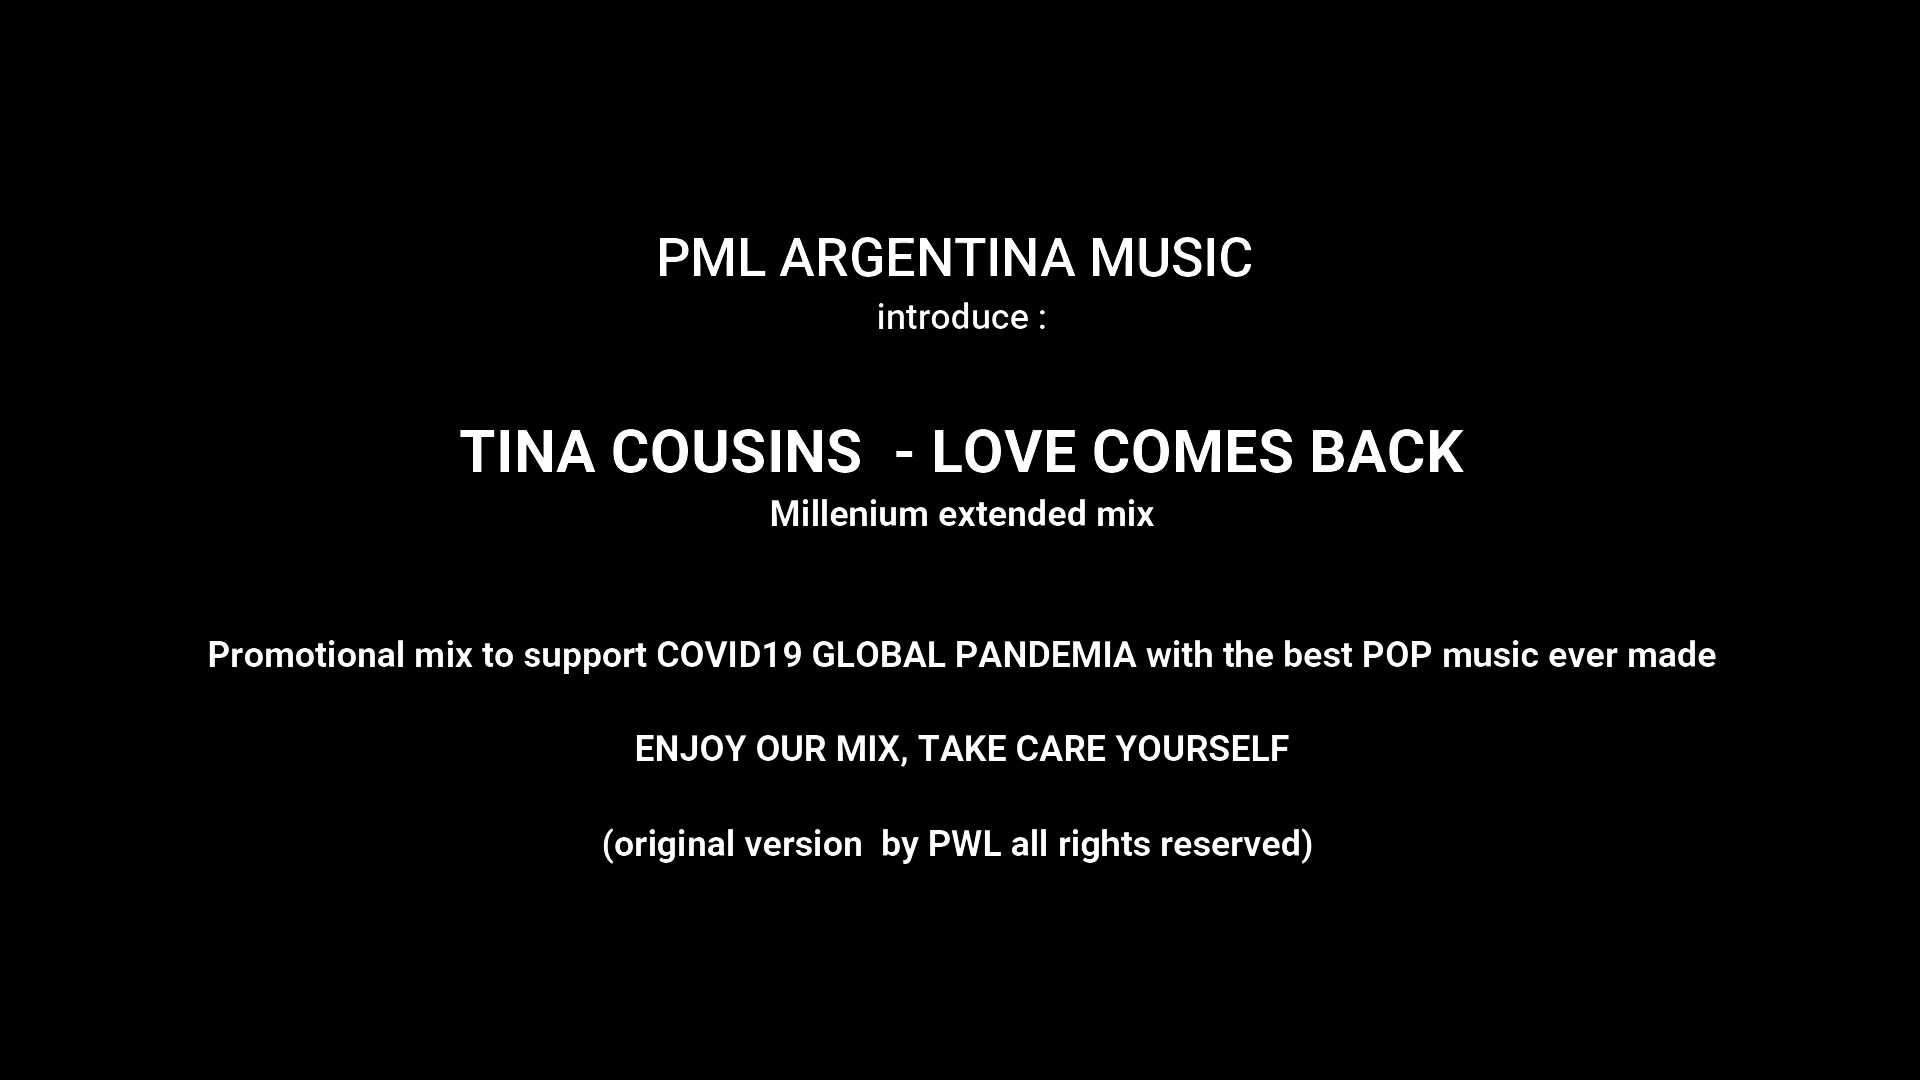 PML ARGENTINA MUSIC
introduce :
TINA COUSINS  - LOVE COMES BACK
Millenium extended mix
Promotional mix to support COVID19 GLOBAL PANDEMIA with the best POP music ever made
ENJOY OUR MIX, TAKE CARE YOURSELF
(original version  by PWL all rights reserved)